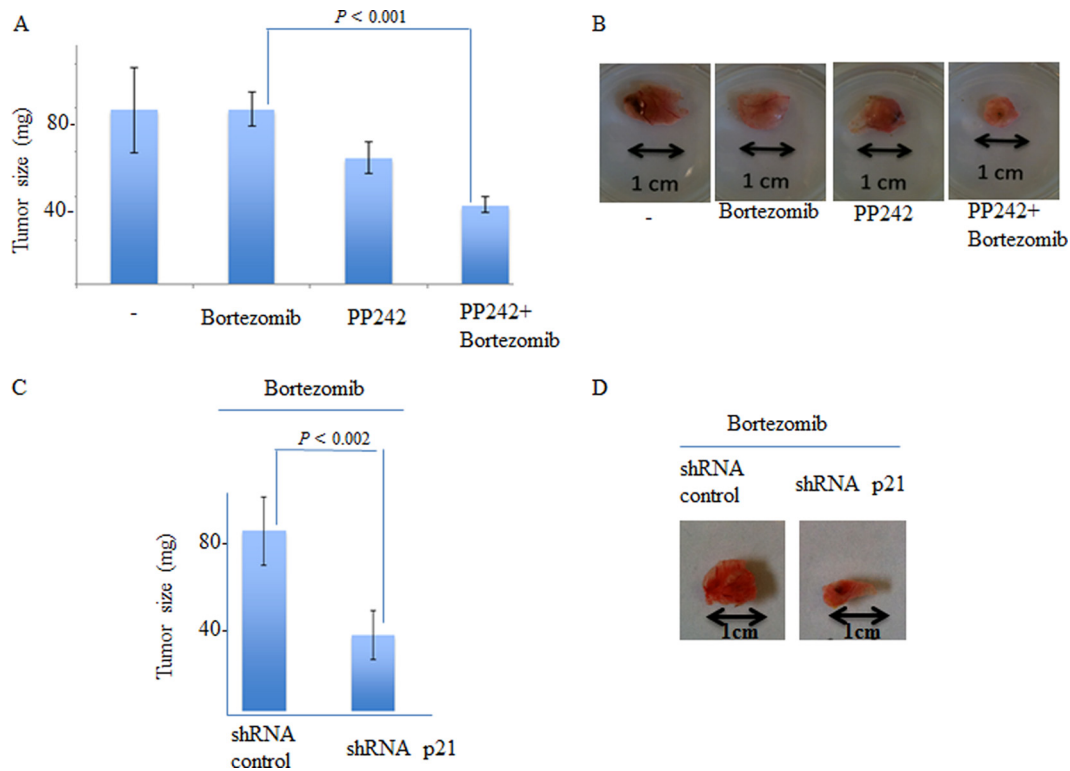 A
P < 0.001
Tumor size (mg)
80-
40-
-
Bortezomib
PP242
PP242+
Bortezomib
B
1 cm
1 cm
1 cm
1 cm
-
Bortezomib
PP242
PP242+
Bortezomib
C
Bortezomib
P < 0.002
Tumor size (mg)
80-
40-
shRNA
control
shRNA p21
D
Bortezomib
shRNA
control
shRNA p21
1cm
1cm